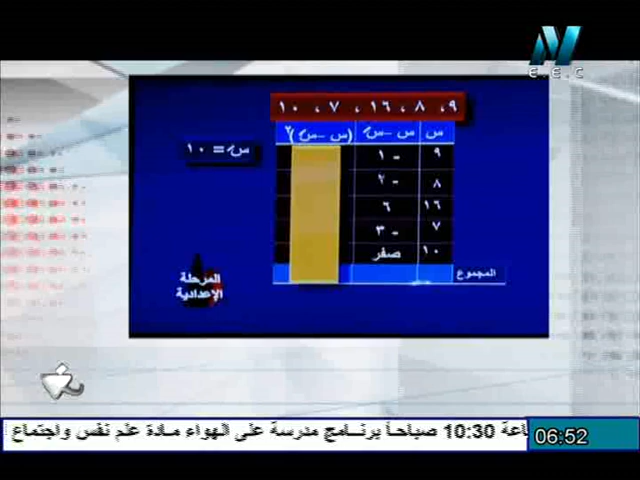 E.E.C
٩ ، ٨ ، ١٦ ، ٧ ، ١٠
س	س – سَ	(س – سَ)٢
سَ = ١٠
٩	- ١
٨	- ٢
١٦	٦
٧	- ٣
١٠	صفر
المجموع
المرحلة
الإعدادية
عة 10:30 صباحاً برنامج مدرسة على الهواء مادة علم نفس واجتماع
06:52